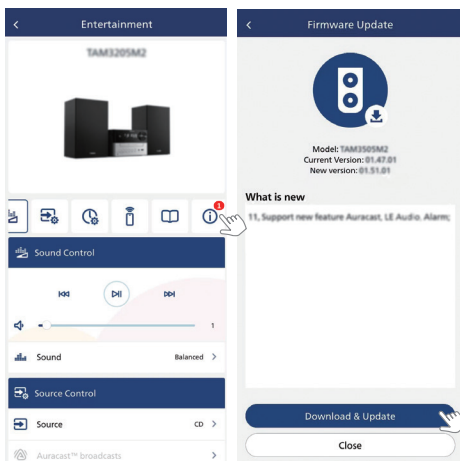 Entertainment
TAM3205M2
1
Sound Control
1
Sound
Balanced
Source Control
Source
CD
Auracast™ broadcasts
Firmware Update
Model: TAM3505M2
Current Version: 01.47.01
New version: 01.51.01
What is new
11, Support new feature Auracast, LE Audio. Alarm;
Download & Update
Close